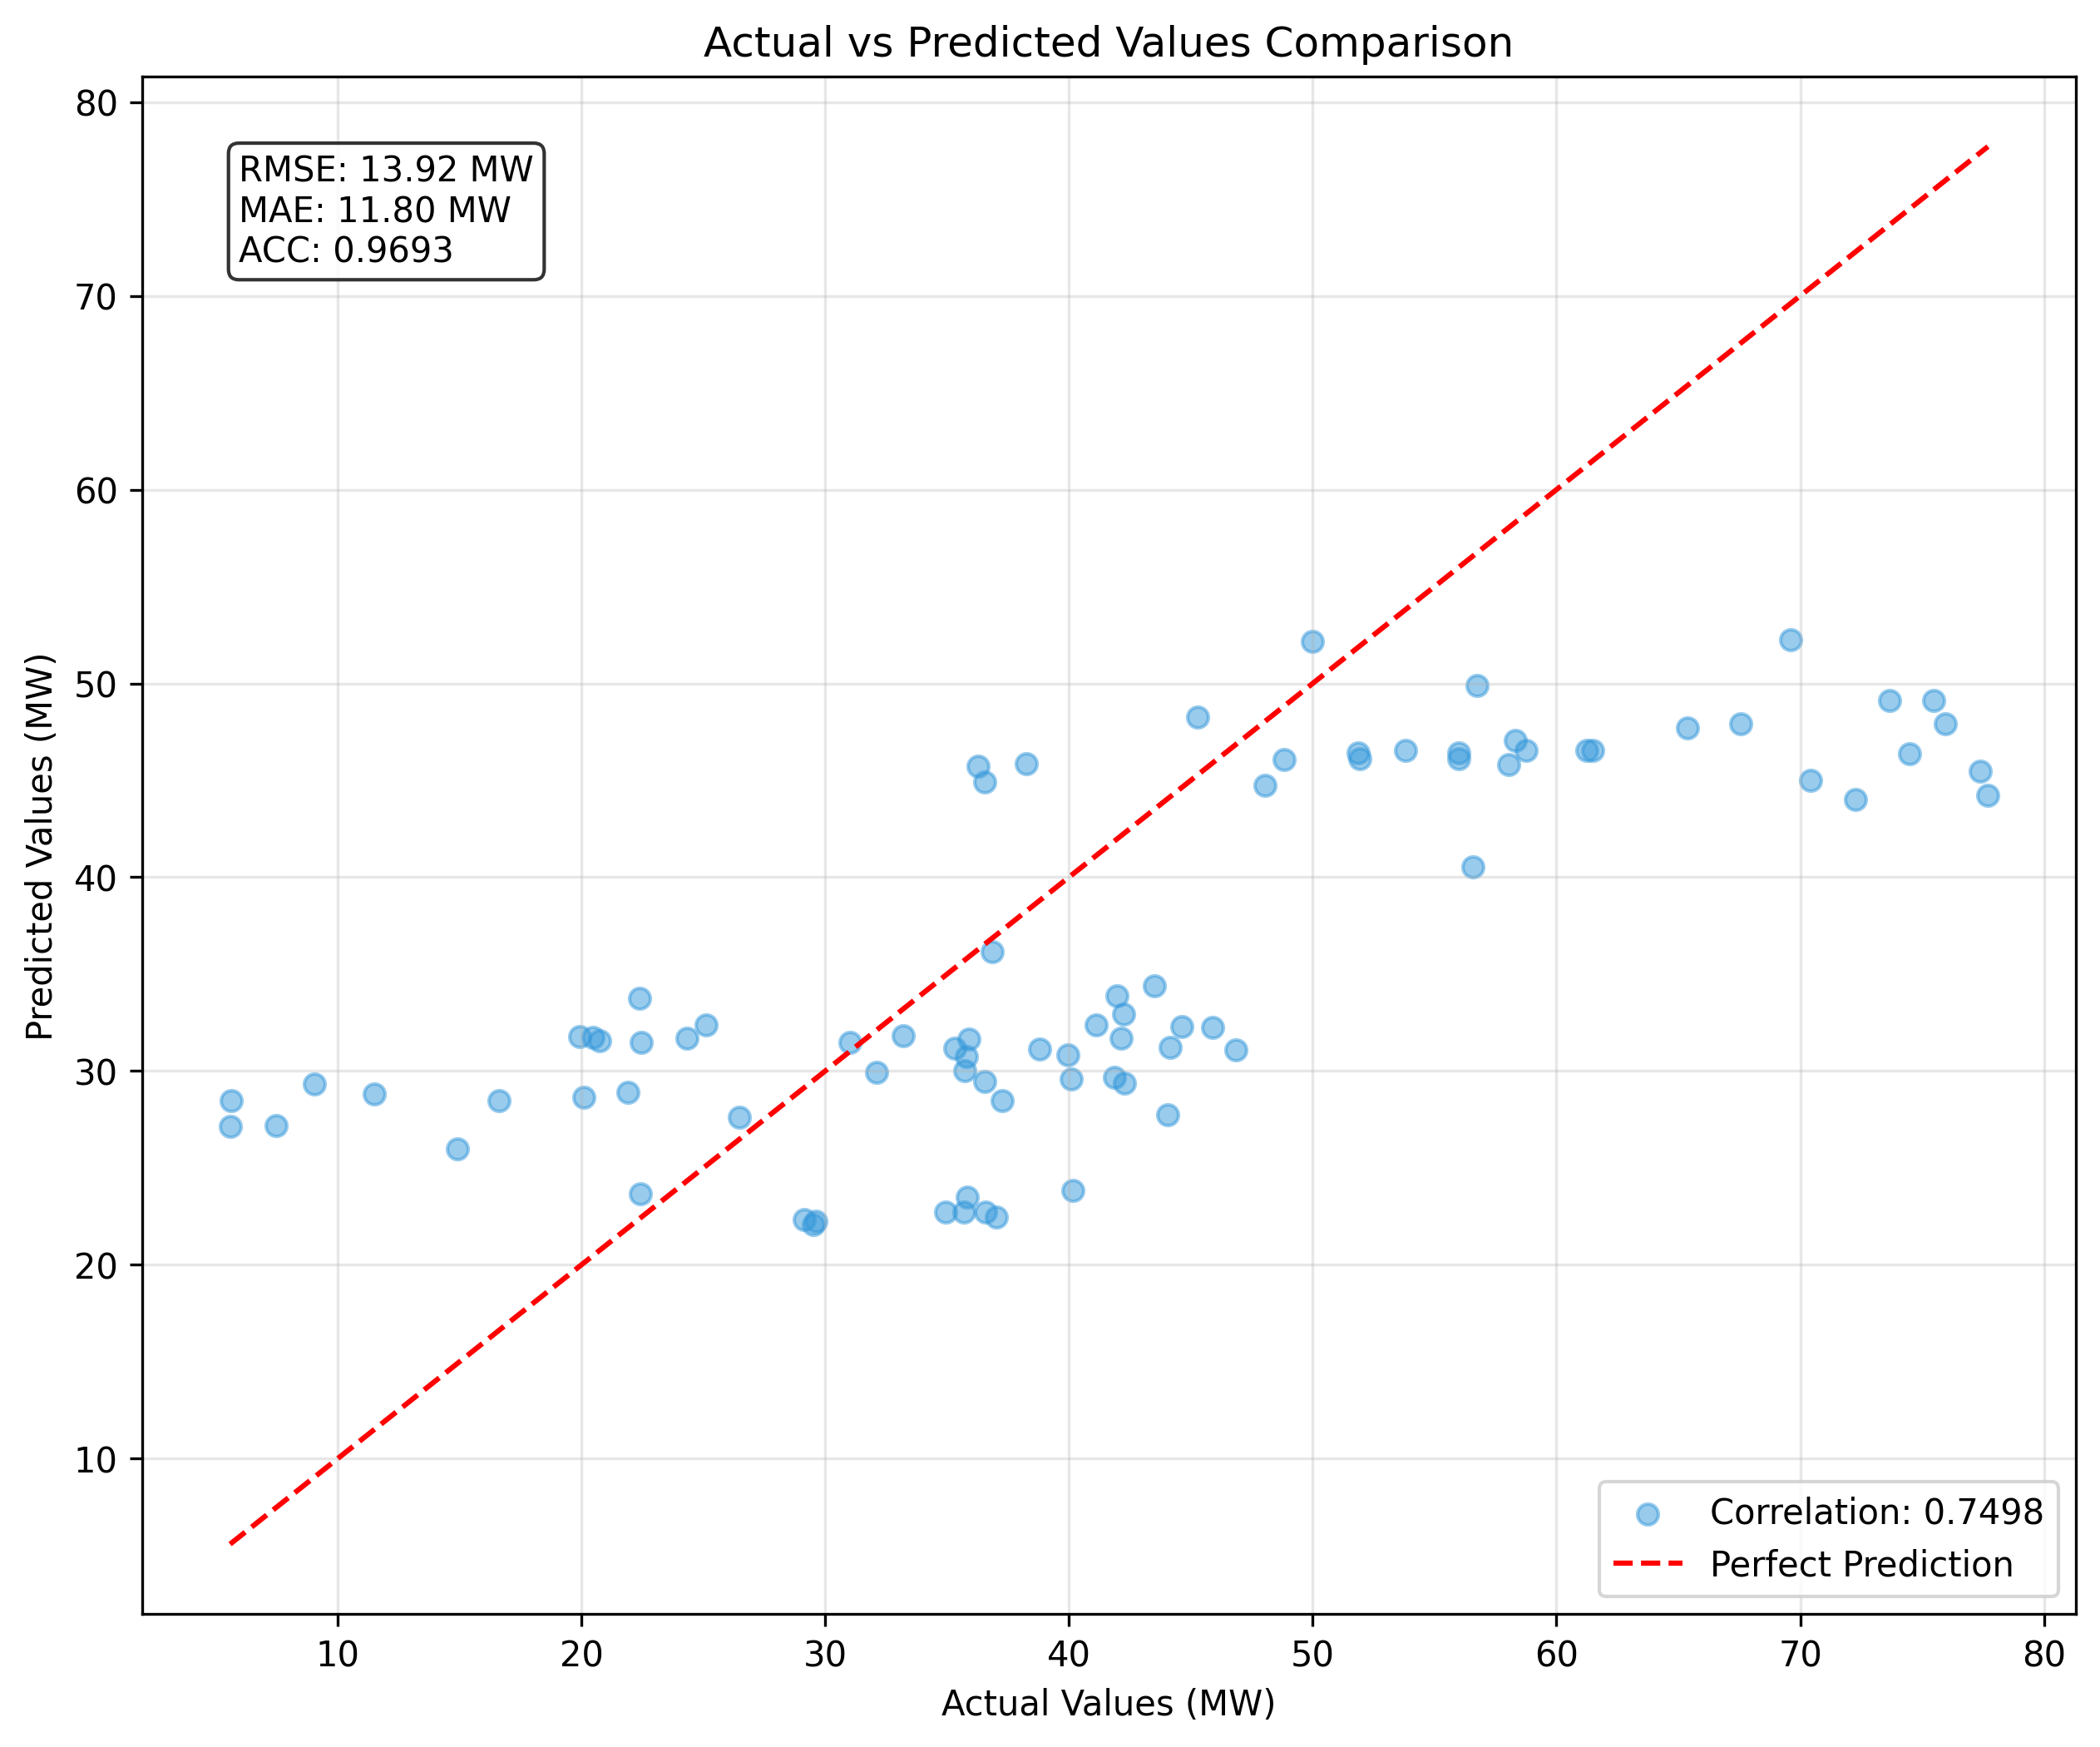 Actual vs Predicted Values Comparison
80
70
60
50
40
30
20
10
Predicted Values (MW)
RMSE: 13.92 MW
MAE: 11.80 MW
ACC: 0.9693
Correlation: 0.7498
Perfect Prediction
10 20 30 40 50 60 70 80
Actual Values (MW)